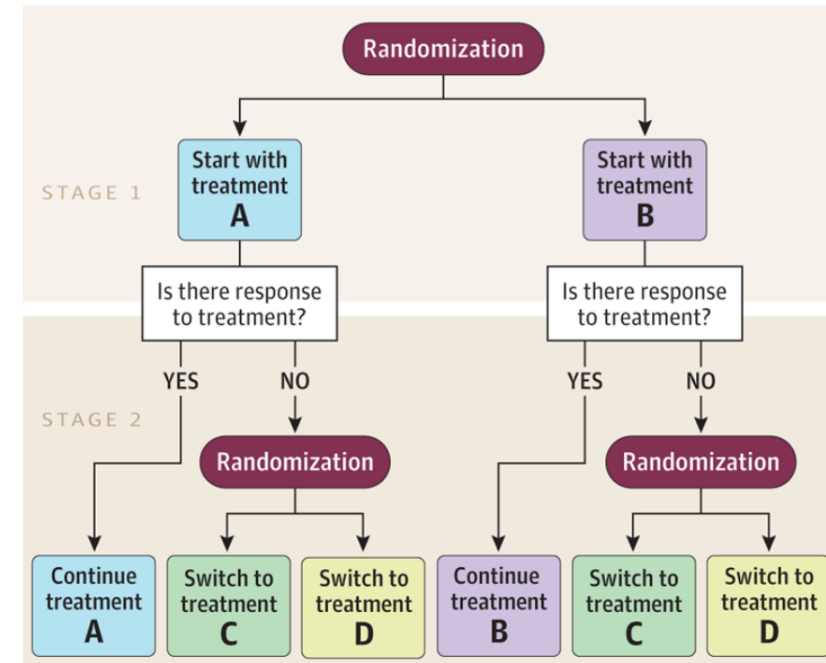 Randomization
Start with
treatment
A
Start with
treatment
B
STAGE 1
Is there response
to treatment?
Is there response
to treatment?
YES
NO
YES
NO
STAGE 2
Randomization
Randomization
Continue
treatment
A
Switch to
treatment
C
Switch to
treatment
D
Continue
treatment
B
Switch to
treatment
C
Switch to
treatment
D